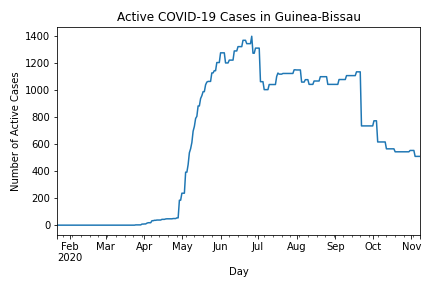 Active COVID-19 Cases in Guinea-Bissau
Number of Active Cases
1400
1200
1000
800
600
400
200
0
Feb Mar Apr May Jun Jul Aug Sep Oct Nov
2020
Day